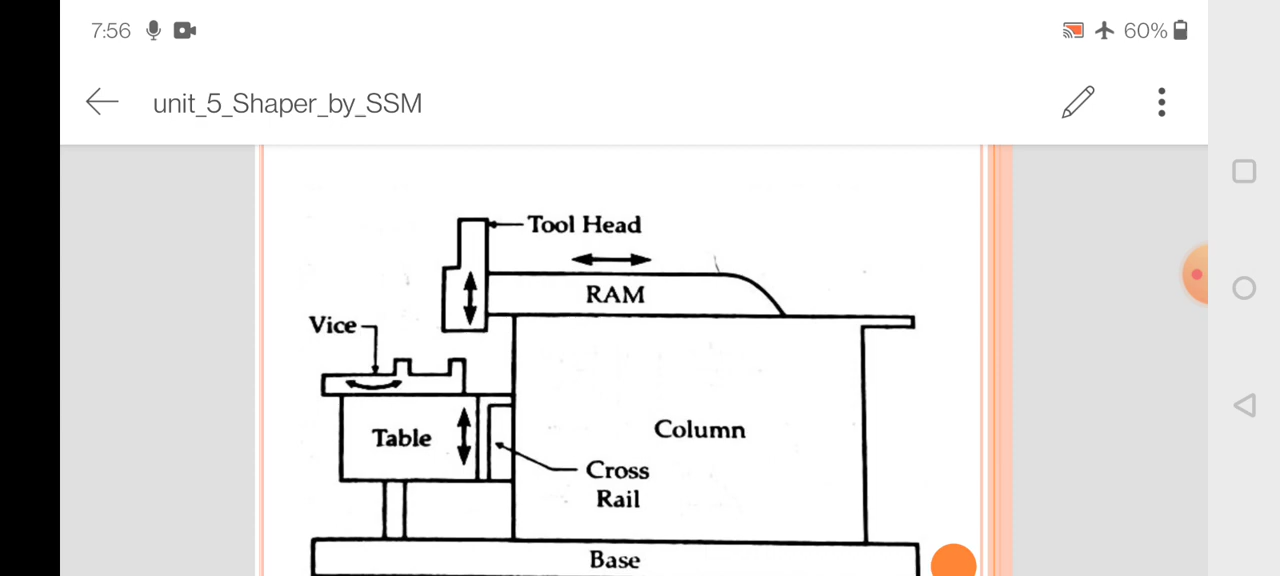 7:56
60%
unit_5_Shaper_by_SSM
Tool Head
RAM
Vice
Table
Column
Cross
Rail
Base